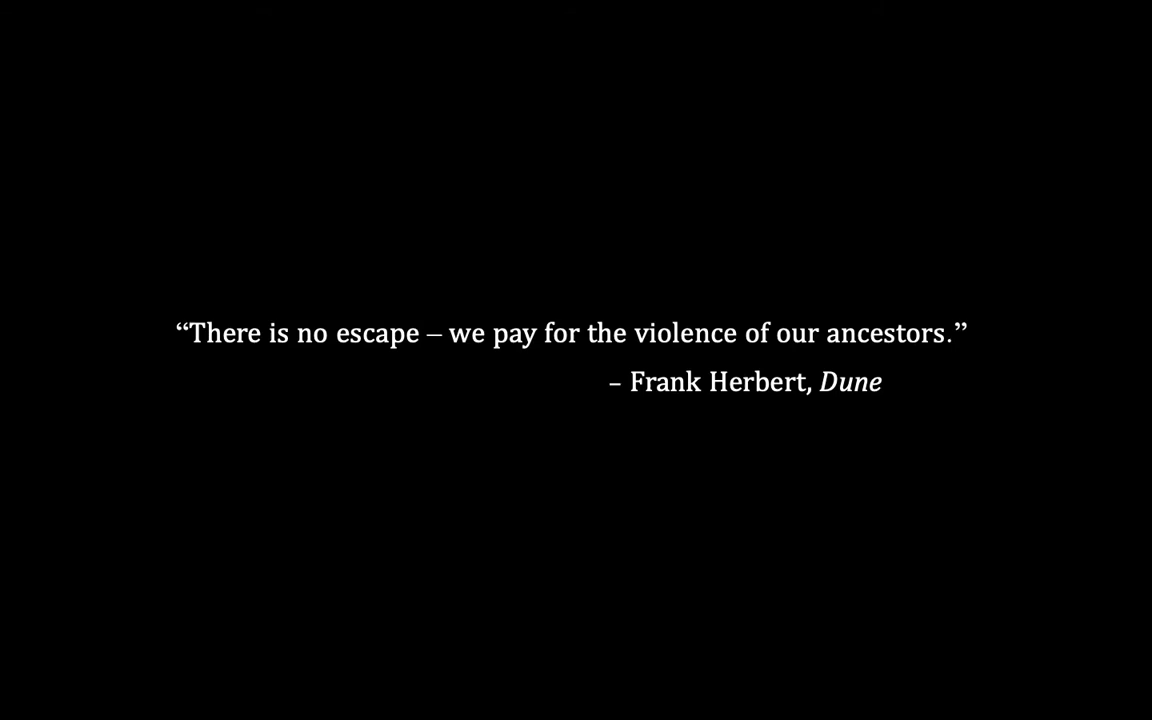 “There is no escape – we pay for the violence of our ancestors.”
– Frank Herbert, Dune